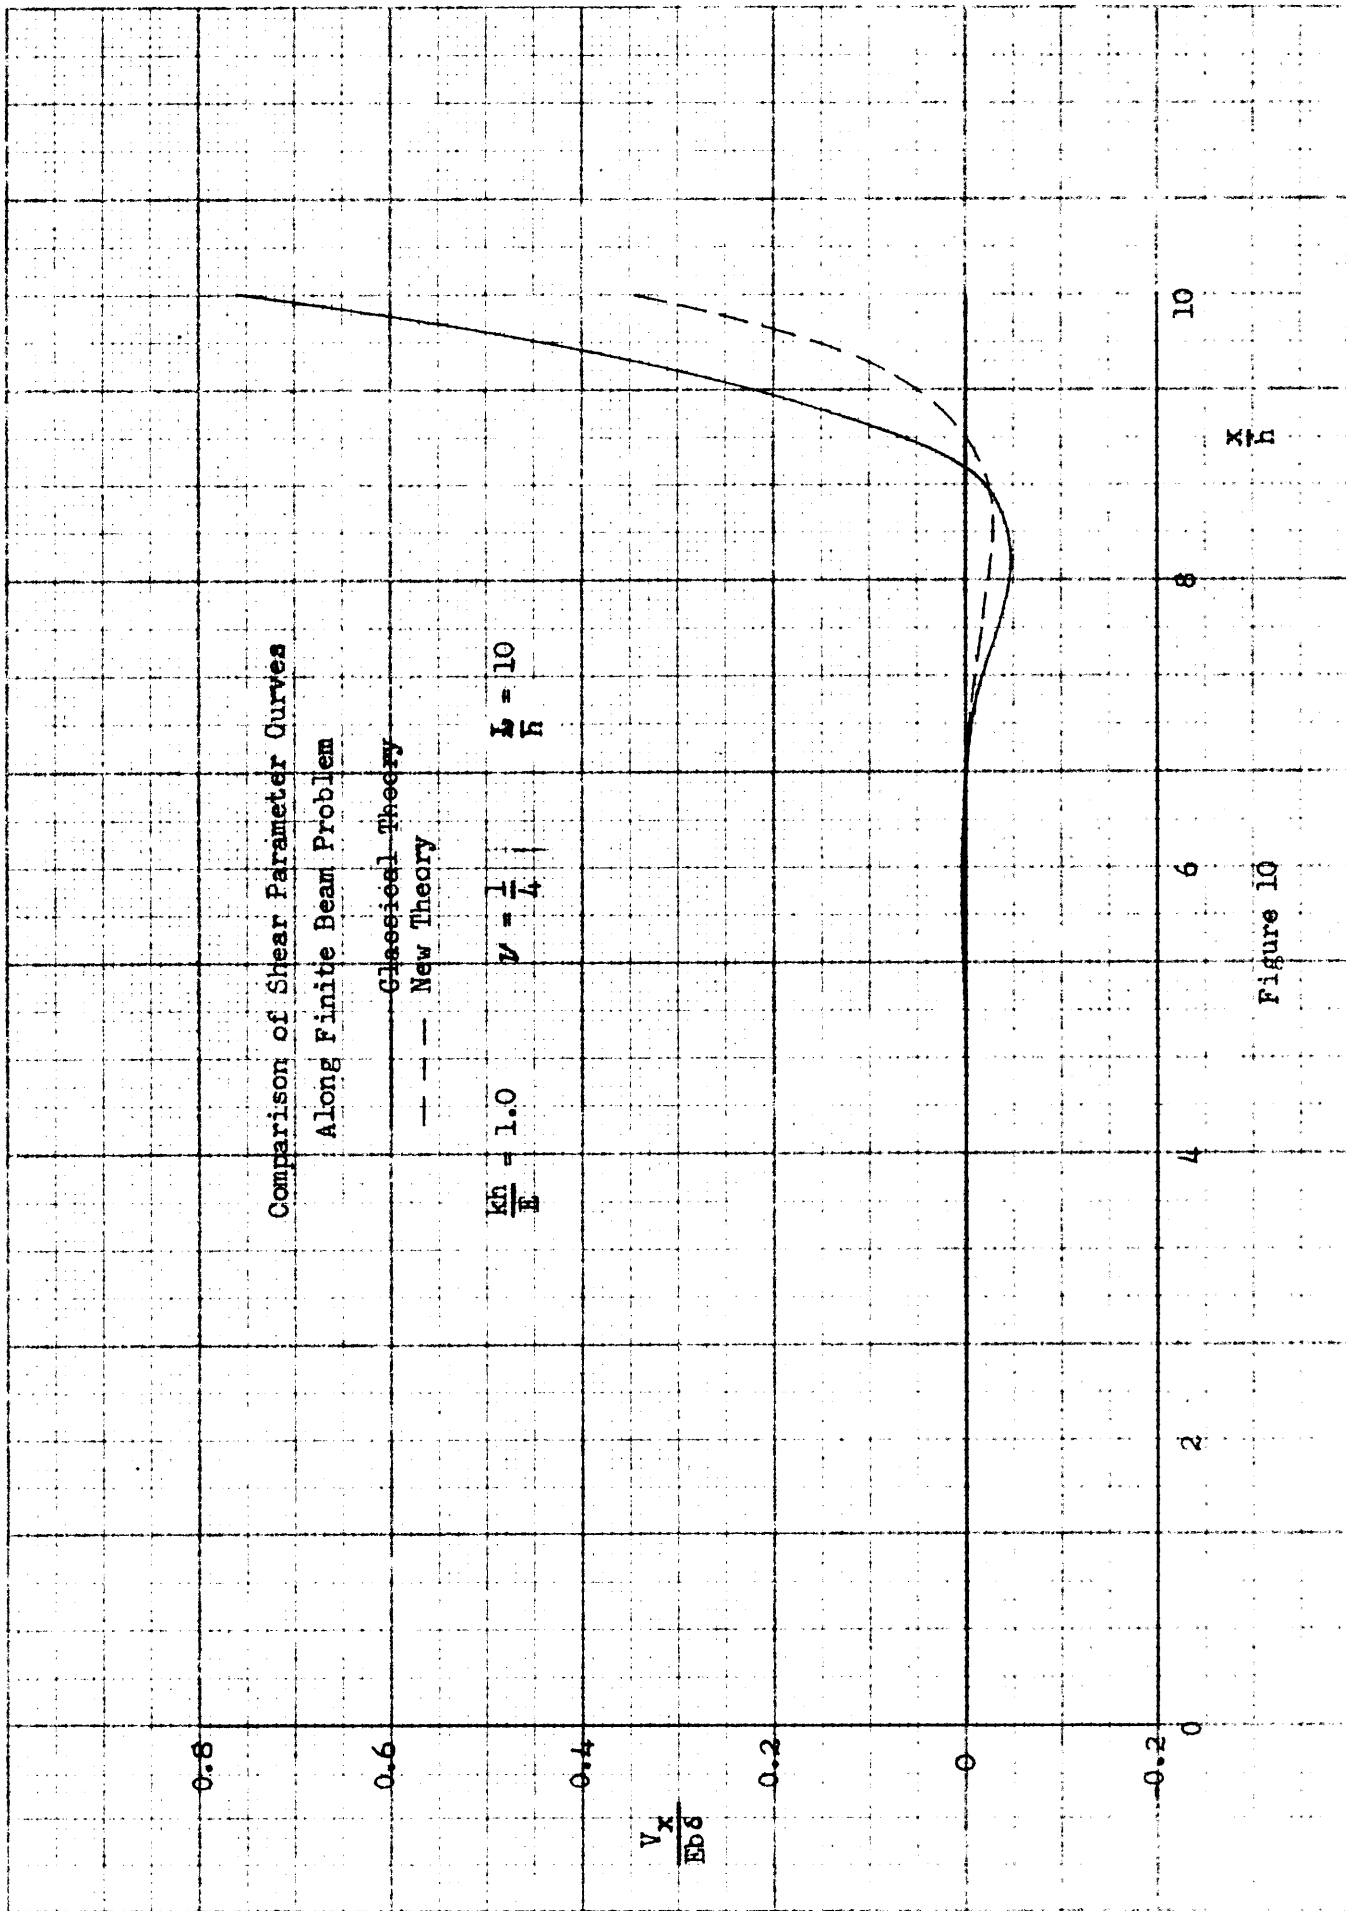 Comparison of Shear Parameter Curves
Along Finite Beam Problem
Classical Theory
New Theory
kh/E = 1.0 ν = 1/4 L/h = 10
V_x/Ebδ
0.8
0.6
0.4
0.2
0
-0.2
0 2 4 6 8 10
x/h
Figure 10